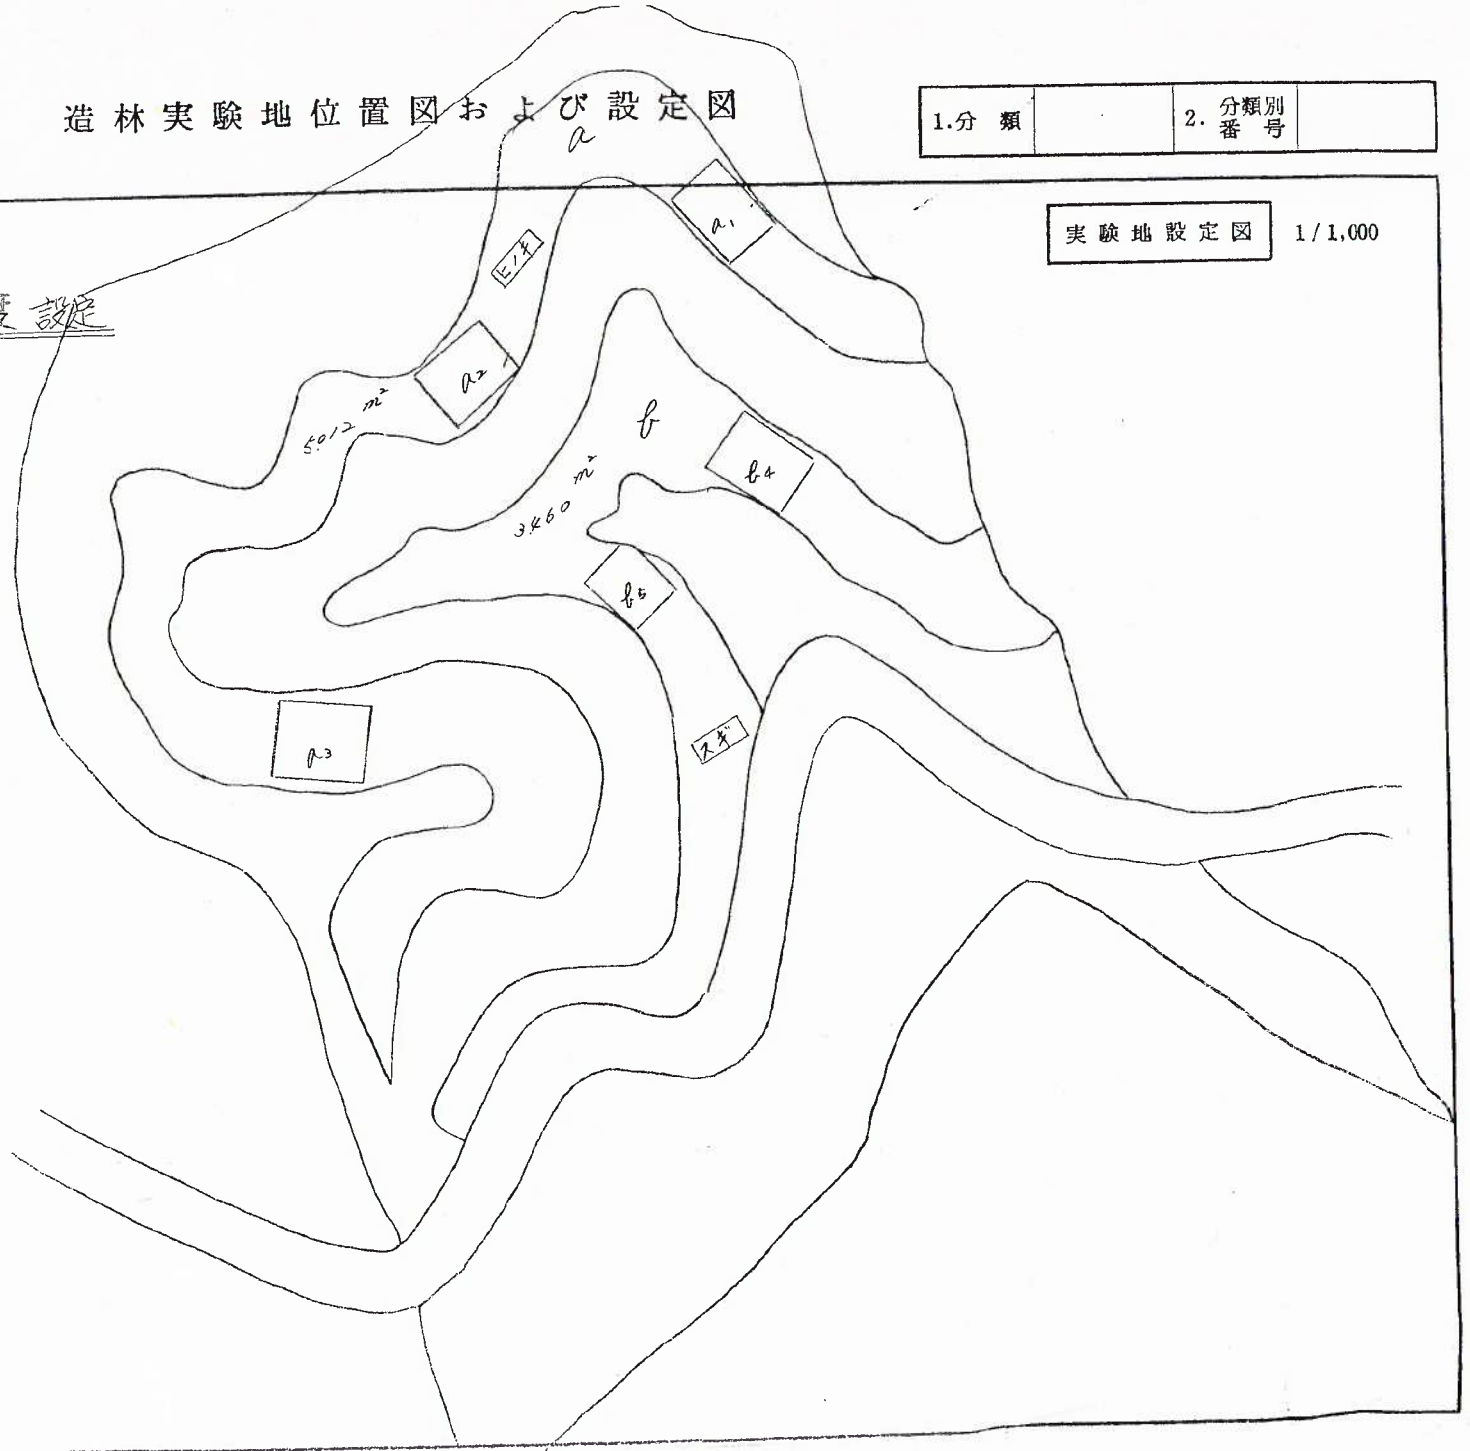 造林実験地位置図および設定図
1.分類
2. 分類別
番号
実験地設定図 1/1,000
設定
a
a1
ヒノキ
a2
5012 m²
b
b4
3460 m²
b5
スギ
a3